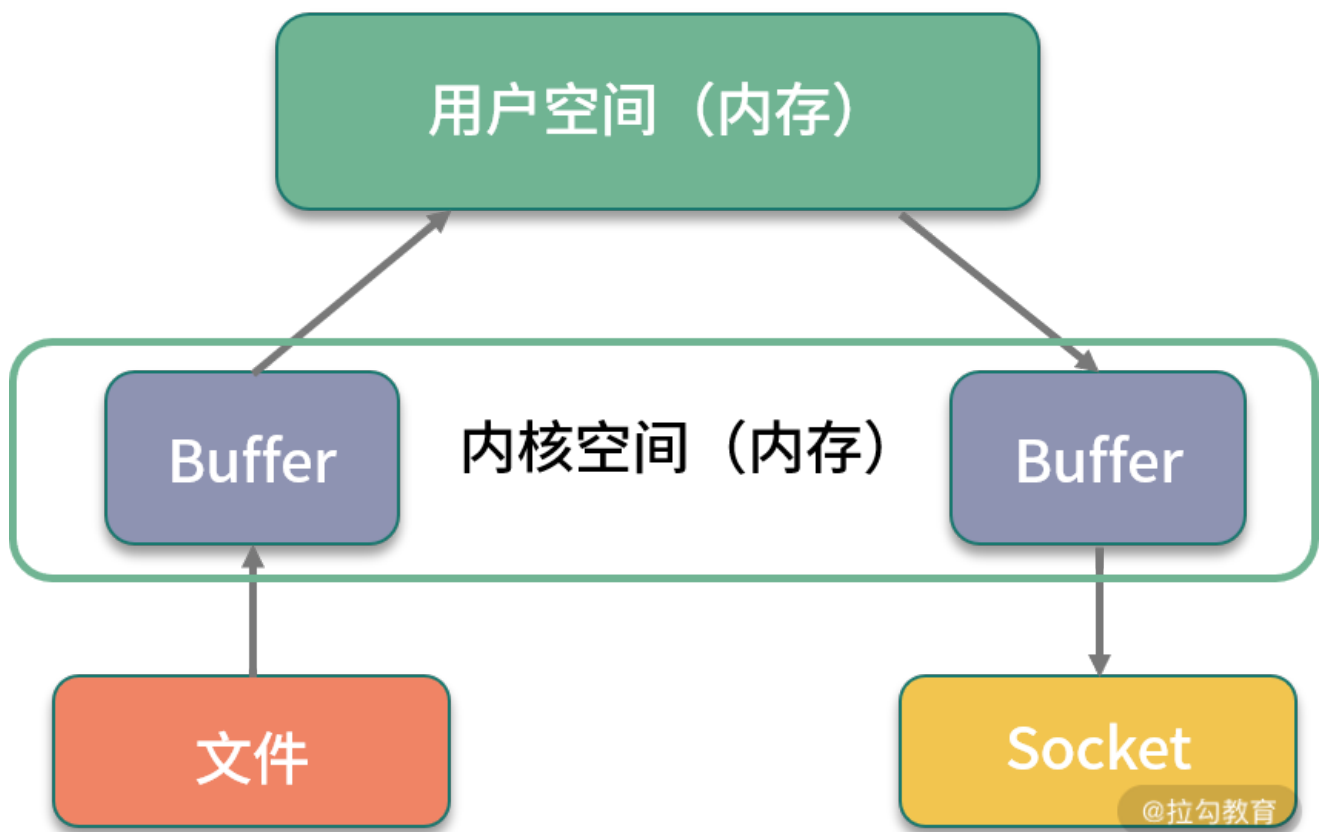 用户空间（内存）
Buffer
内核空间（内存）
Buffer
文件
Socket
@拉勾教育